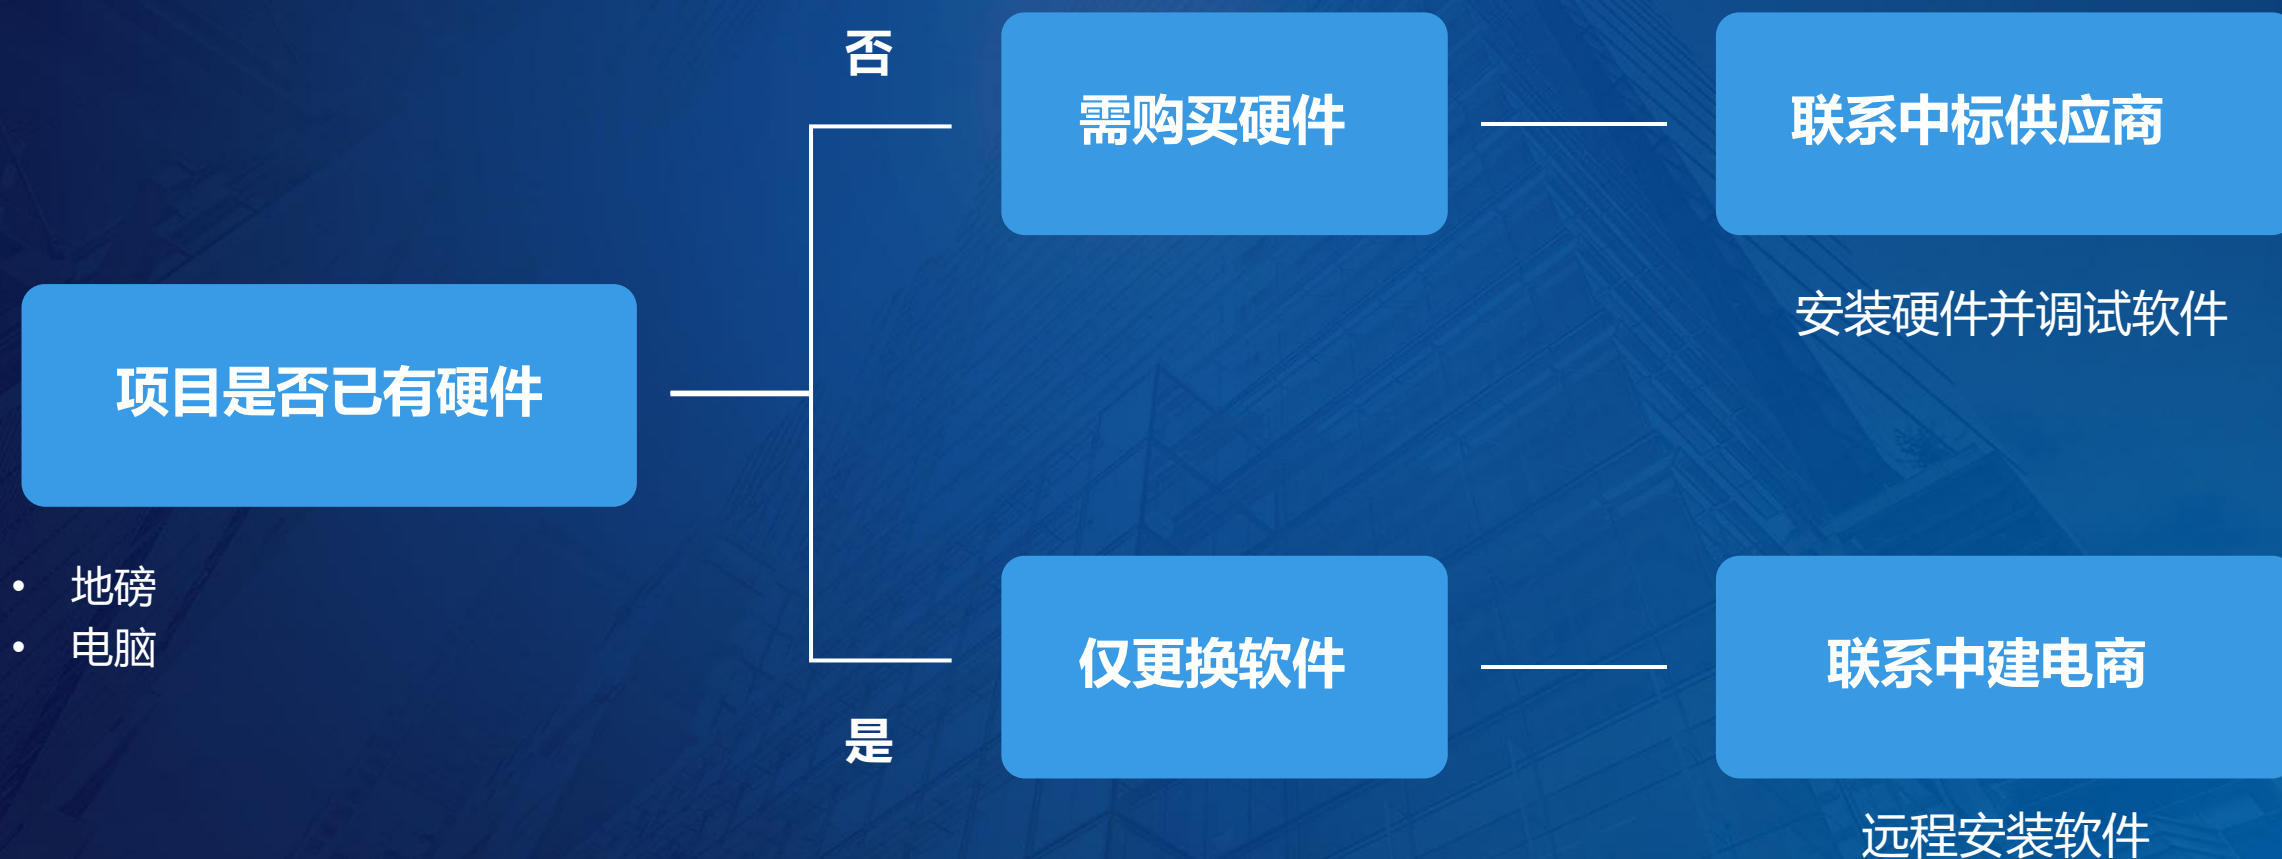 否
需购买硬件
联系中标供应商
安装硬件并调试软件
项目是否已有硬件
• 地磅
• 电脑
仅更换软件
联系中建电商
是
远程安装软件